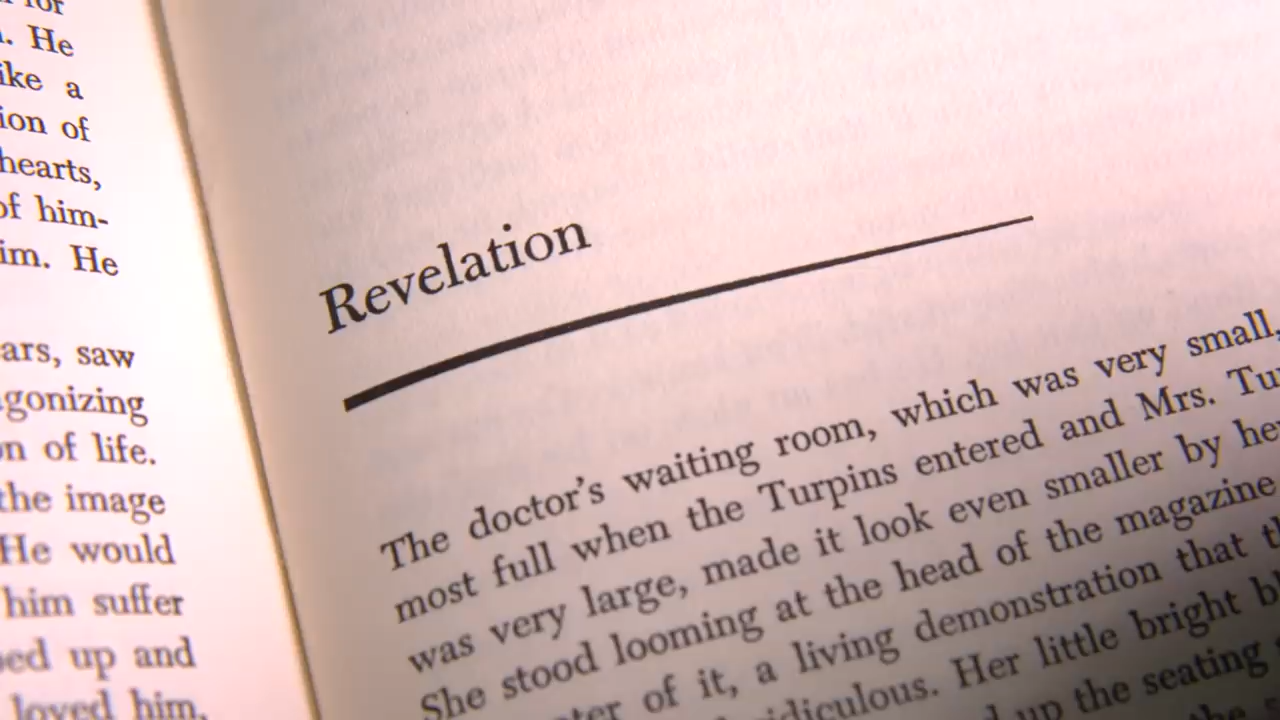 . He
ike a
ion of
hearts,
of him-
im. He
ars, saw
gonizing
n of life.
the image
He would
him suffer
ed up and
loved him,
Revelation
The doctor's waiting room, which was very small,
most full when the Turpins entered and Mrs. Tu
was very large, made it look even smaller by he
She stood looming at the head of the magazine
ter of it, a living demonstration that t
idiculous. Her little bright bl
up the seating
the s